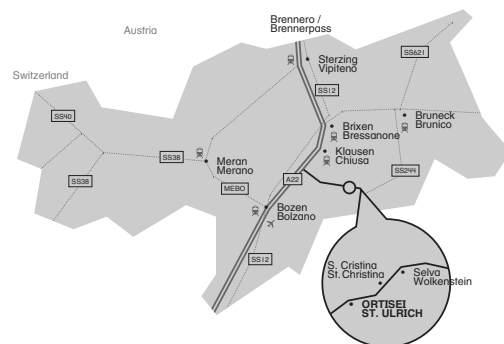 Brennero /
Brennerpass
Austria
Sterzing
Vipiteno
SS621
Switzerland
SS12
SS40
Brixen
Bressanone
Bruneck
Brunico
Klausen
Chiusa
SS38
Meran
Merano
SS244
SS38
MEBO
A22
Bozen
Bolzano
SS12
S. Cristina
St. Christina
Selva
Wolkenstein
ORTISEI
ST. ULRICH